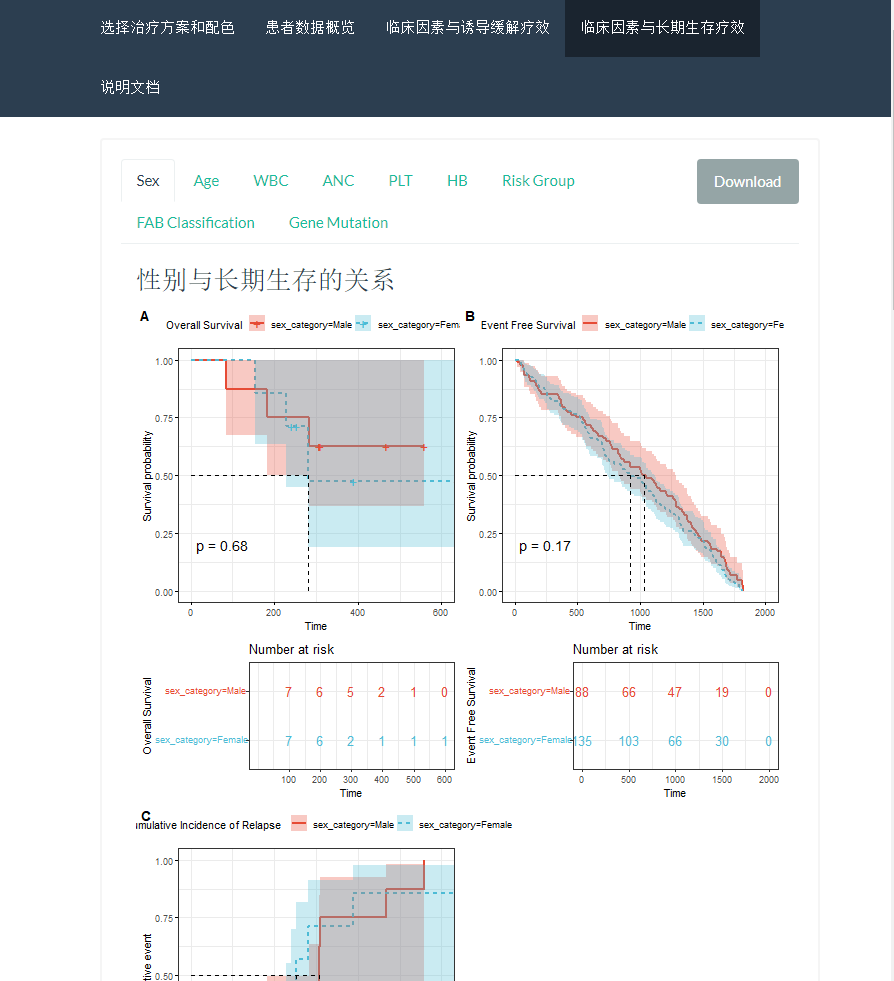 选择治疗方案和配色 患者数据概览 临床因素与诱导缓解疗效 临床因素与长期生存疗效
说明文档
Sex Age WBC ANC PLT HB Risk Group Download
FAB Classification Gene Mutation
性别与长期生存的关系
A Overall Survival sex_category=Male sex_category=Fem
1.00
0.75
0.50
0.25
0.00
Survival probability
p = 0.68
0 200 400 600
Time
Number at risk
Overall Survival
sex_category=Male 7 6 5 2 1 0
sex_category=Female 7 6 2 1 1 1
100 200 300 400 500 600
Time
B Event Free Survival sex_category=Male sex_category=Fe
1.00
0.75
0.50
0.25
0.00
Survival probability
p = 0.17
0 500 1000 1500 2000
Time
Number at risk
Event Free Survival
sex_category=Male 88 66 47 19 0
sex_category=Female 135 103 66 30 0
0 500 1000 1500 2000
Time
C
mulative Incidence of Relapse sex_category=Male sex_category=Female
1.00
0.75
0.50
tive event